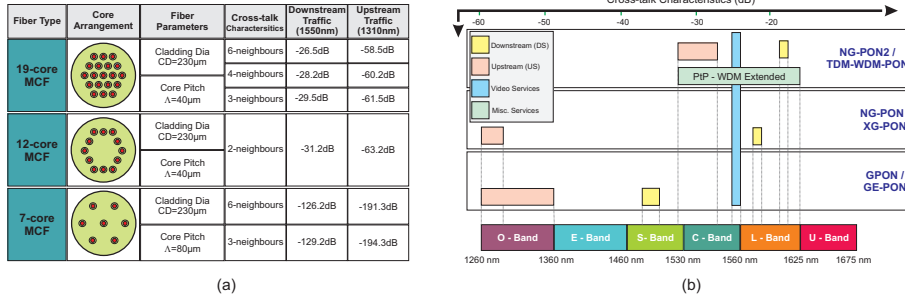 Fiber Type
Core Arrangement
Fiber Parameters
Cross-talk Charactersitics
Downstream Traffic (1550nm)
Upstream Traffic (1310nm)
19-core MCF
Cladding Dia
CD=230μm
Core Pitch
Λ=40μm
6-neighbours -26.5dB -58.5dB
4-neighbours -28.2dB -60.2dB
3-neighbours -29.5dB -61.5dB
12-core MCF
Cladding Dia
CD=230μm
Core Pitch
Λ=40μm
2-neighbours -31.2dB -63.2dB
7-core MCF
Cladding Dia
CD=230μm
Core Pitch
Λ=80μm
6-neighbours -126.2dB -191.3dB
3-neighbours -129.2dB -194.3dB
(a)
Cross-talk Characteristics (dB)
-60 -40 -20
Downstream (DS)
Upstream (US)
Video Services
Misc. Services
NG-PON2 /
TDM-WDM-PON
PtP - WDM Extended
NG-PON /
XG-PON
GPON /
GE-PON
O - Band E - Band S- Band C - Band L - Band U - Band
1260 nm 1360 nm 1460 nm 1530 nm 1560 nm 1625 nm 1675 nm
(b)